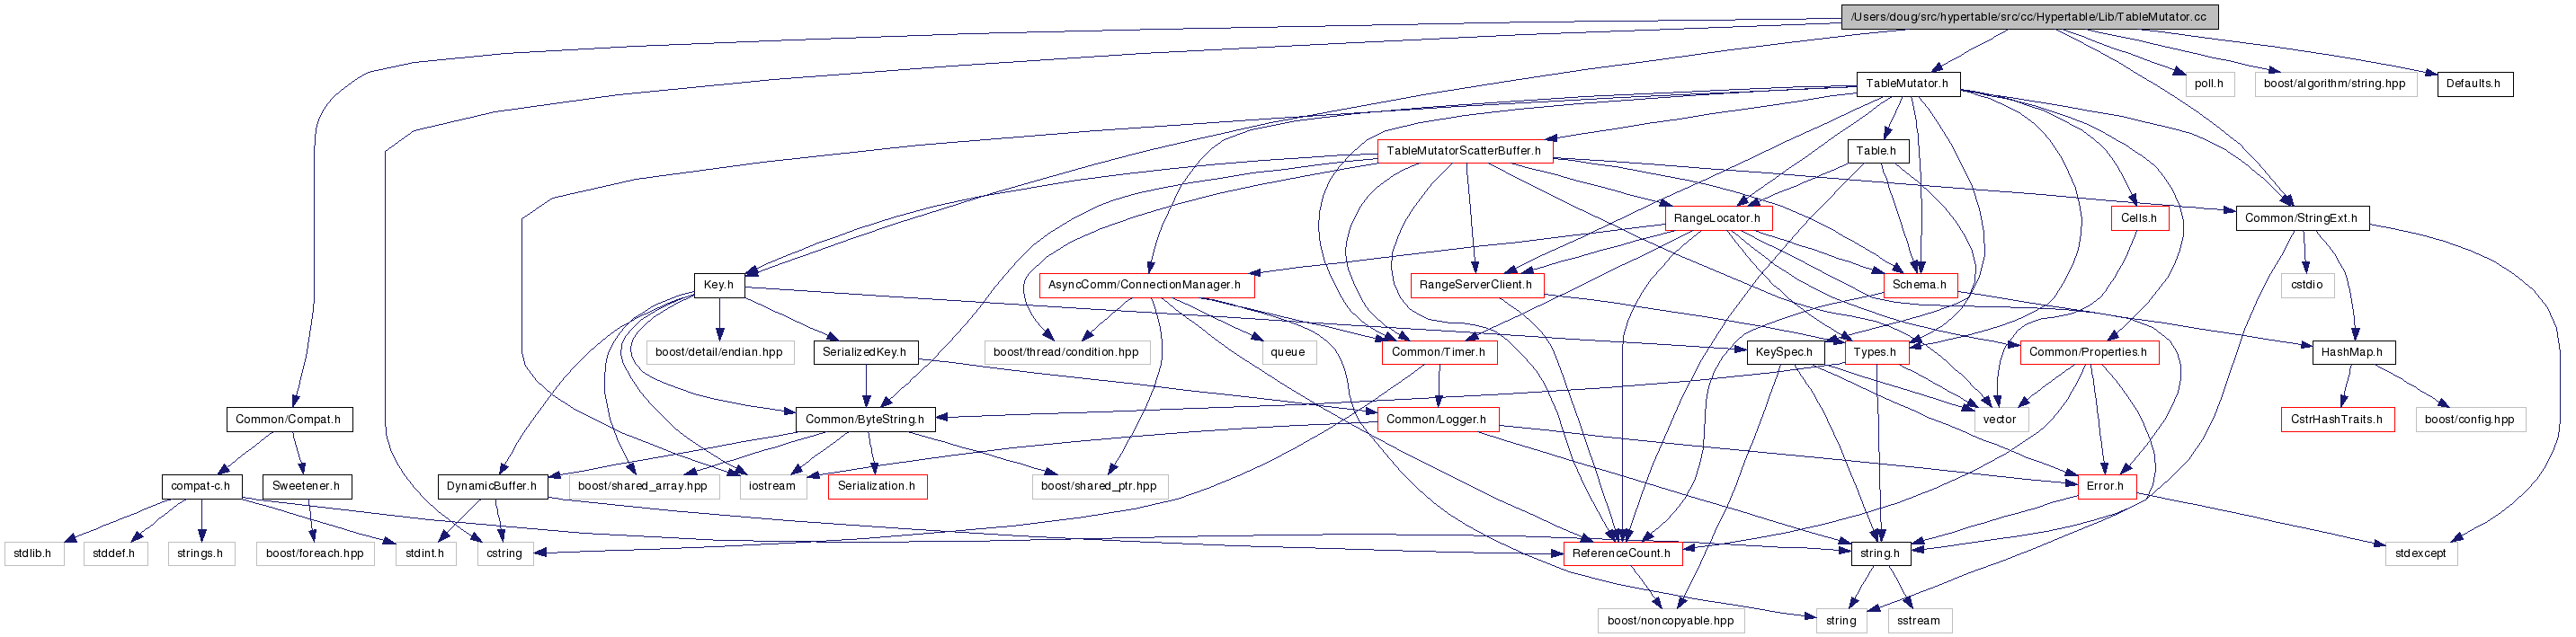 /Users/doug/src/hypertable/src/cc/Hypertable/Lib/TableMutator.cc
TableMutator.h
poll.h
boost/algorithm/string.hpp
Defaults.h
TableMutatorScatterBuffer.h
Table.h
RangeLocator.h
Cells.h
Common/StringExt.h
Key.h
AsyncComm/ConnectionManager.h
RangeServerClient.h
Schema.h
cstdio
boost/detail/endian.hpp
SerializedKey.h
boost/thread/condition.hpp
queue
Common/Timer.h
KeySpec.h
Types.h
Common/Properties.h
HashMap.h
Common/Compat.h
Common/ByteString.h
Common/Logger.h
vector
CstrHashTraits.h
boost/config.hpp
compat-c.h
Sweetener.h
DynamicBuffer.h
boost/shared_array.hpp
iostream
Serialization.h
boost/shared_ptr.hpp
Error.h
stdlib.h
stddef.h
strings.h
boost/foreach.hpp
stdint.h
cstring
ReferenceCount.h
string.h
stdexcept
boost/noncopyable.hpp
string
sstream